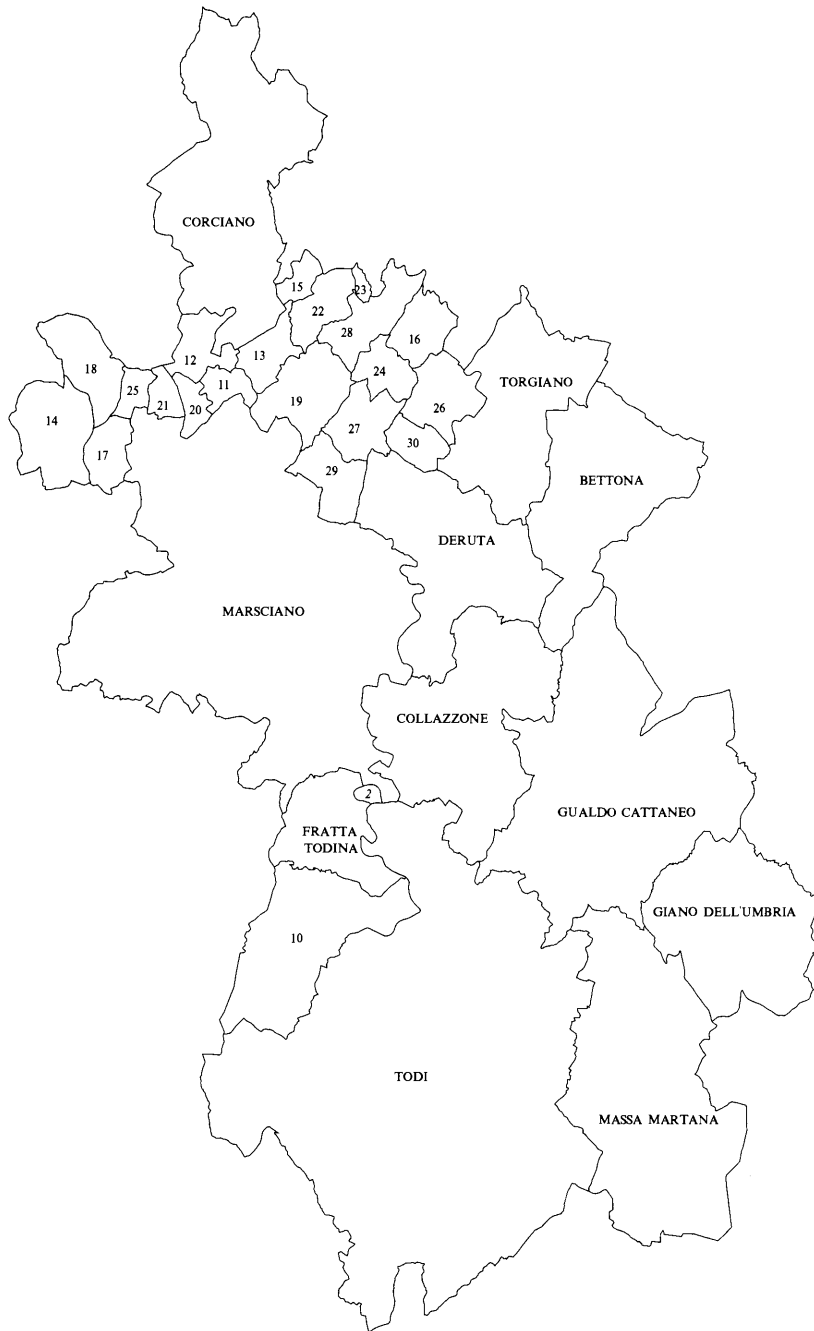 CORCIANO
15
23
22
28
16
12
13
18
11
24
TORGIANO
25
21
20
19
26
14
27
30
17
29
BETTONA
DERUTA
MARSCIANO
COLLAZZONE
2
GUALDO CATTANEO
FRATTA
TODINA
GIANO DELL'UMBRIA
10
TODI
MASSA MARTANA